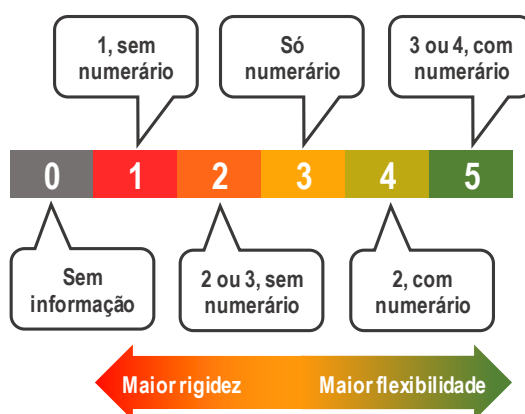 1, sem
numerário
Só
numerário
3 ou 4, com
numerário
0 1 2 3 4 5
Sem
informação
2 ou 3, sem
numerário
2, com
numerário
Maior rigidez Maior flexibilidade